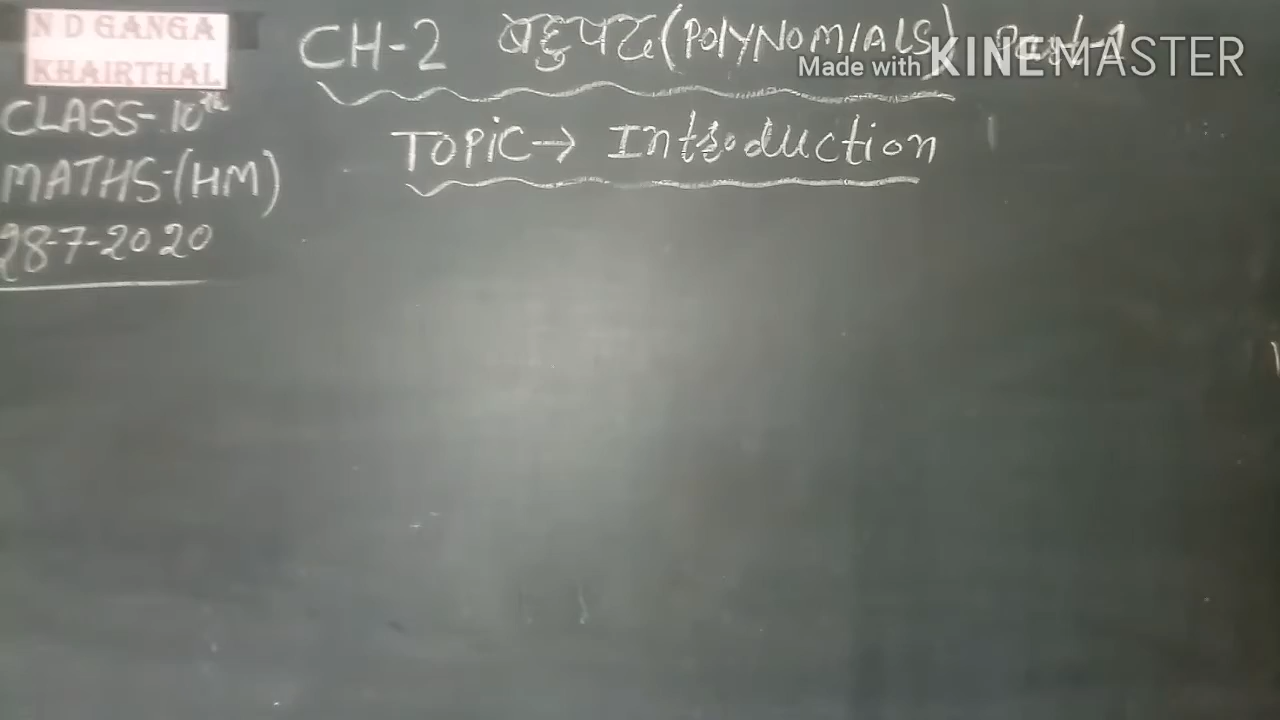 N D GANGA
KHAIRTHAL
CH-2 बहुपद (POLYNOMIALS) Part-1
Made with KINEMASTER
CLASS-10th
TOPIC→ Introduction
MATHS-(HM)
28-7-2020